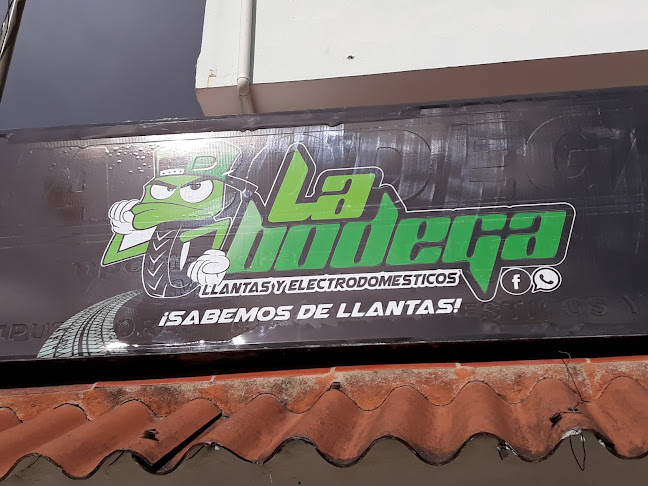 La
bodega
LLANTAS Y ELECTRODOMESTICOS
¡SABEMOS DE LLANTAS!